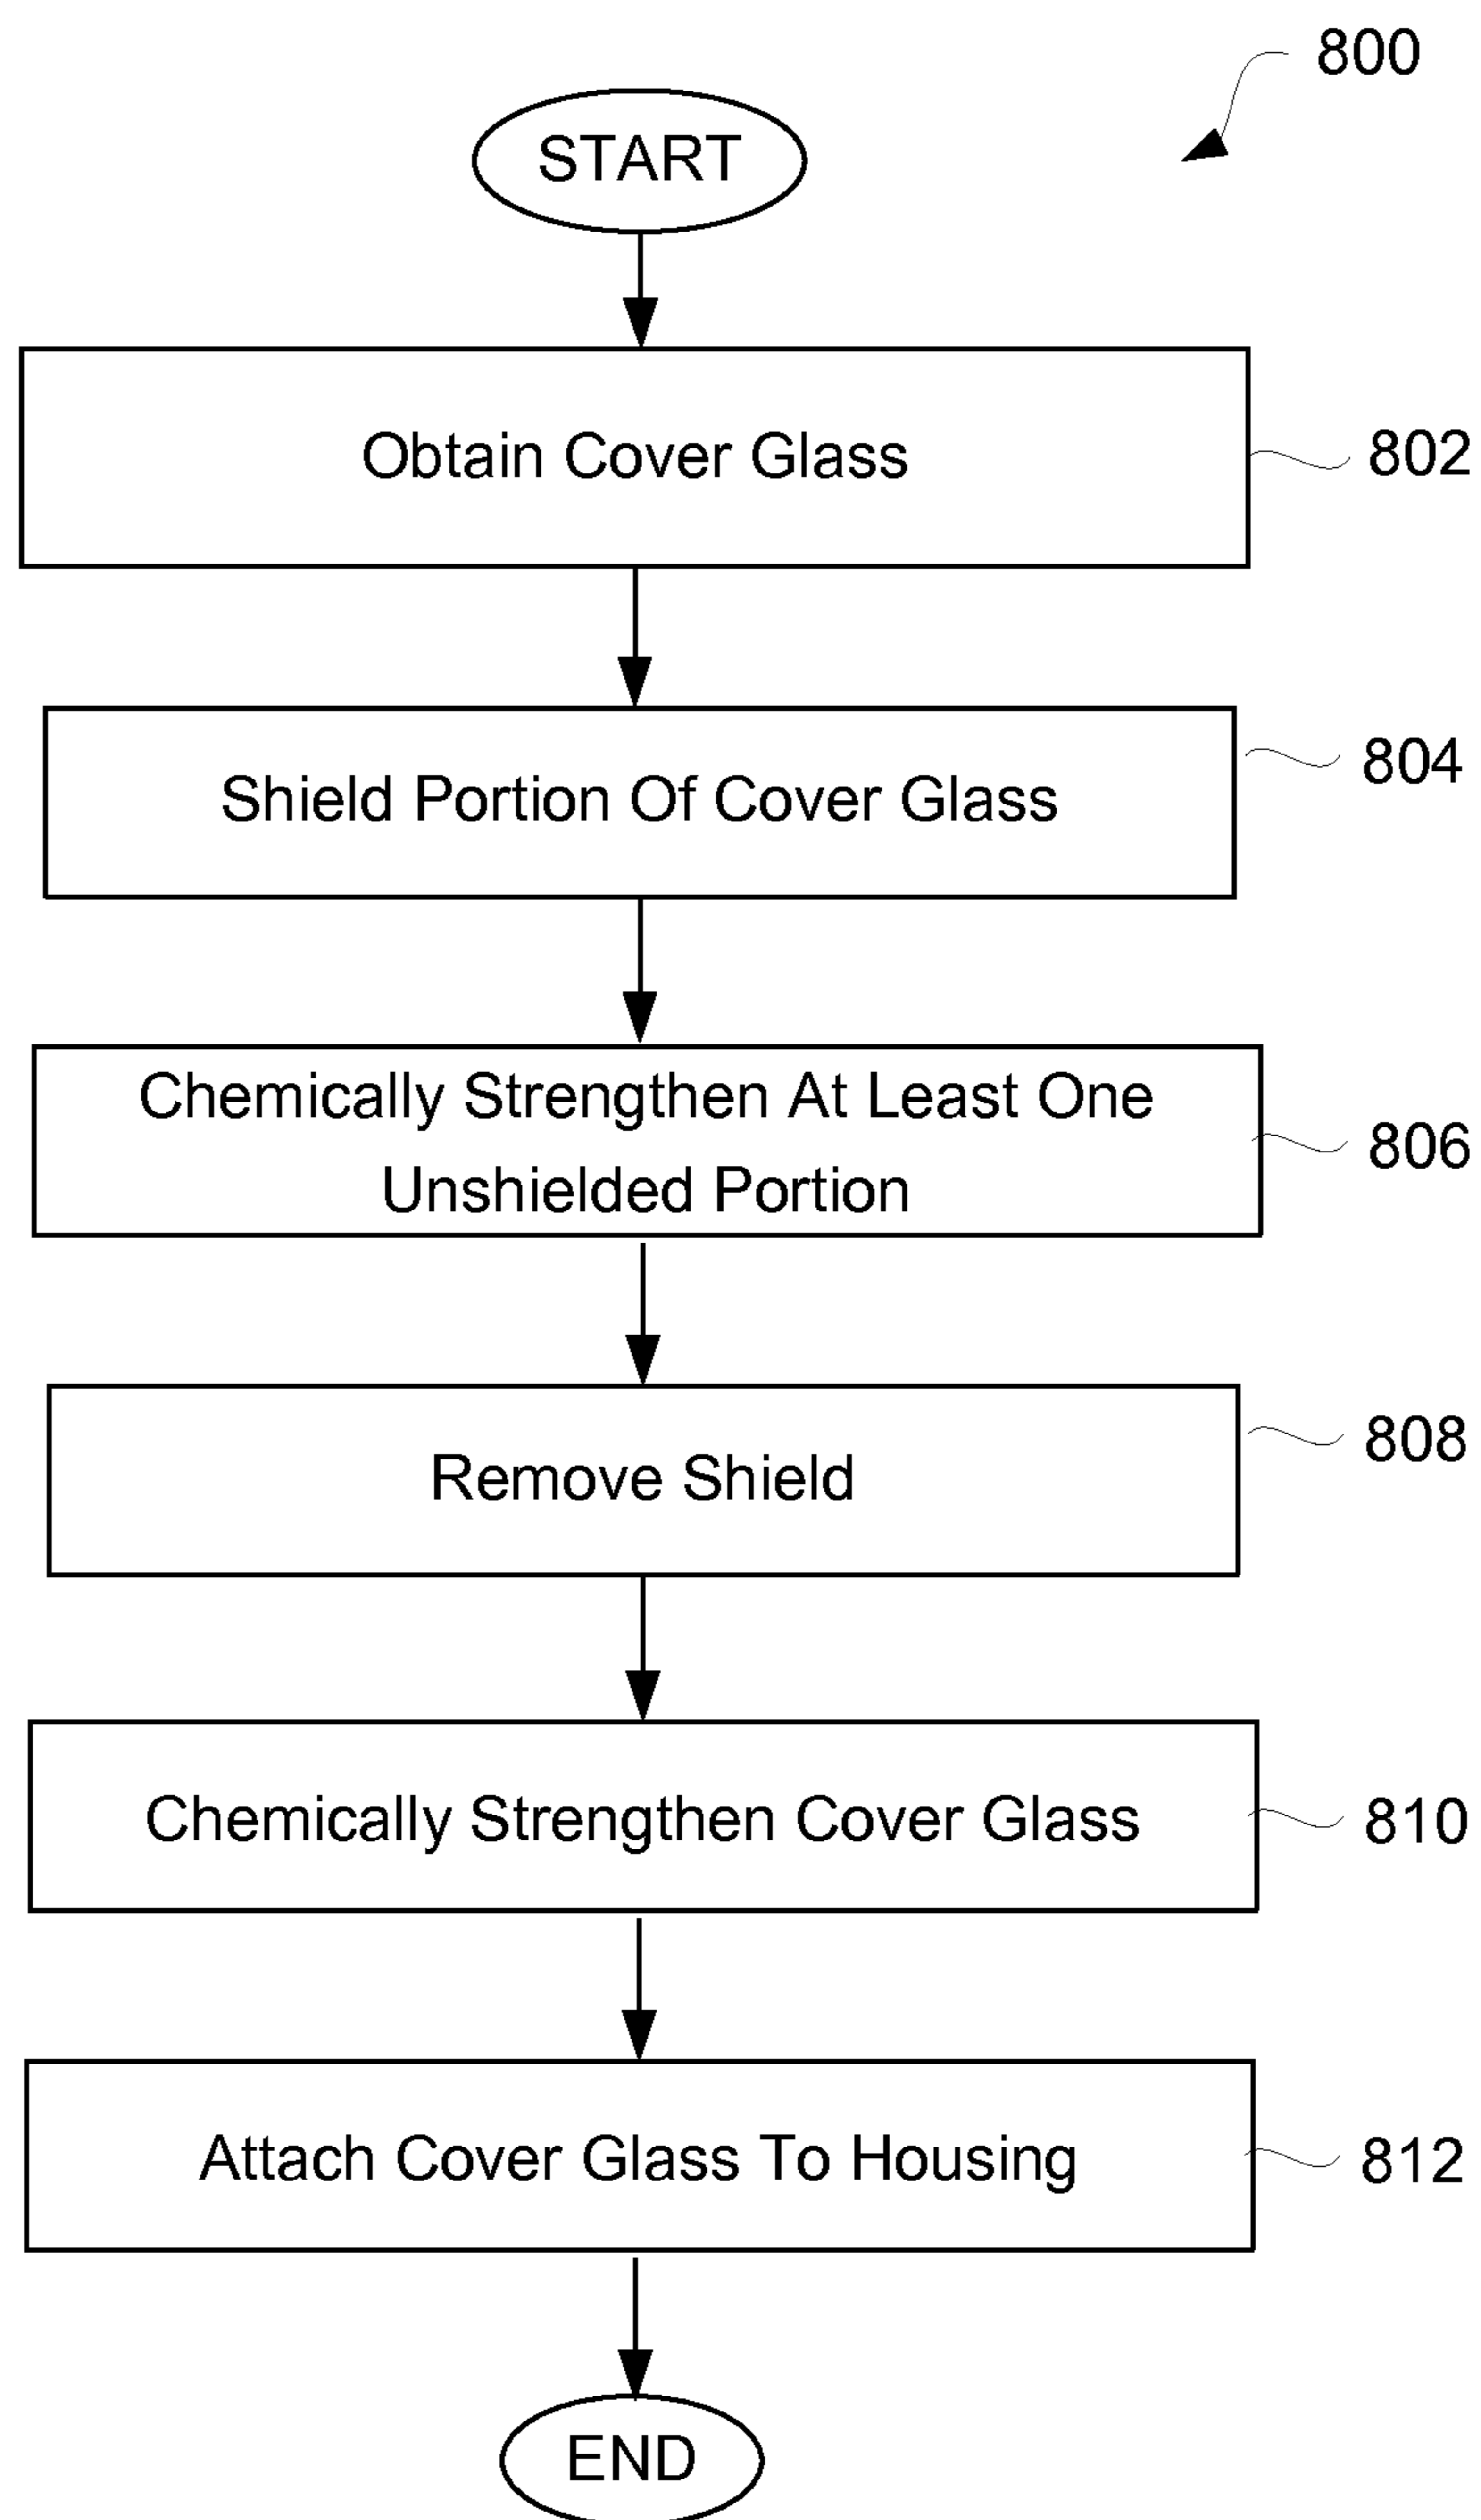 800
START
Obtain Cover Glass
802
Shield Portion Of Cover Glass
804
Chemically Strengthen At Least One
Unshielded Portion
806
Remove Shield
808
Chemically Strengthen Cover Glass
810
Attach Cover Glass To Housing
812
END